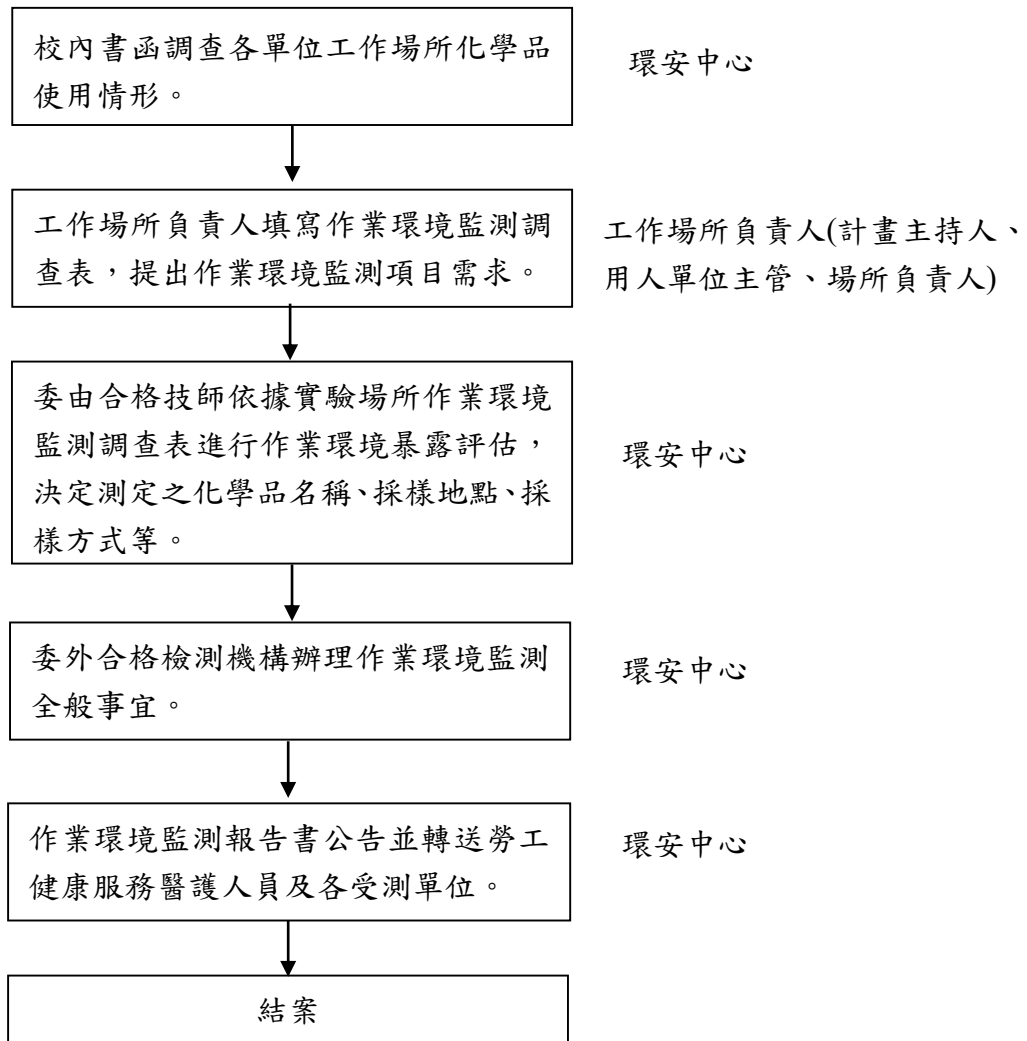 校內書函調查各單位工作場所化學品
使用情形。
環安中心
工作場所負責人填寫作業環境監測調
查表，提出作業環境監測項目需求。
工作場所負責人(計畫主持人、
用人單位主管、場所負責人)
委由合格技師依據實驗場所作業環境
監測調查表進行作業環境暴露評估，
決定測定之化學品名稱、採樣地點、採
樣方式等。
環安中心
委外合格檢測機構辦理作業環境監測
全般事宜。
環安中心
作業環境監測報告書公告並轉送勞工
健康服務醫護人員及各受測單位。
環安中心
結案